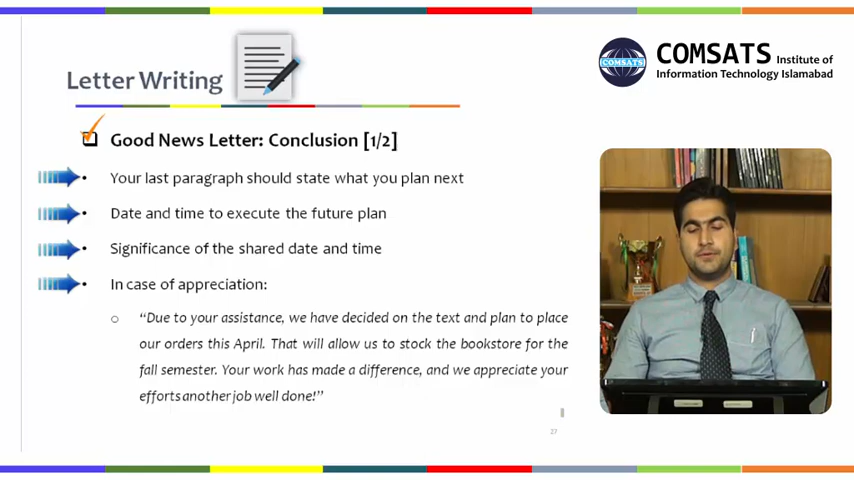 COMSATS Institute of
Information Technology Islamabad
COMSATS
Letter Writing
Good News Letter: Conclusion [1/2]
• Your last paragraph should state what you plan next
• Date and time to execute the future plan
• Significance of the shared date and time
• In case of appreciation:
o “Due to your assistance, we have decided on the text and plan to place
our orders this April. That will allow us to stock the bookstore for the
fall semester. Your work has made a difference, and we appreciate your
efforts another job well done!”
27